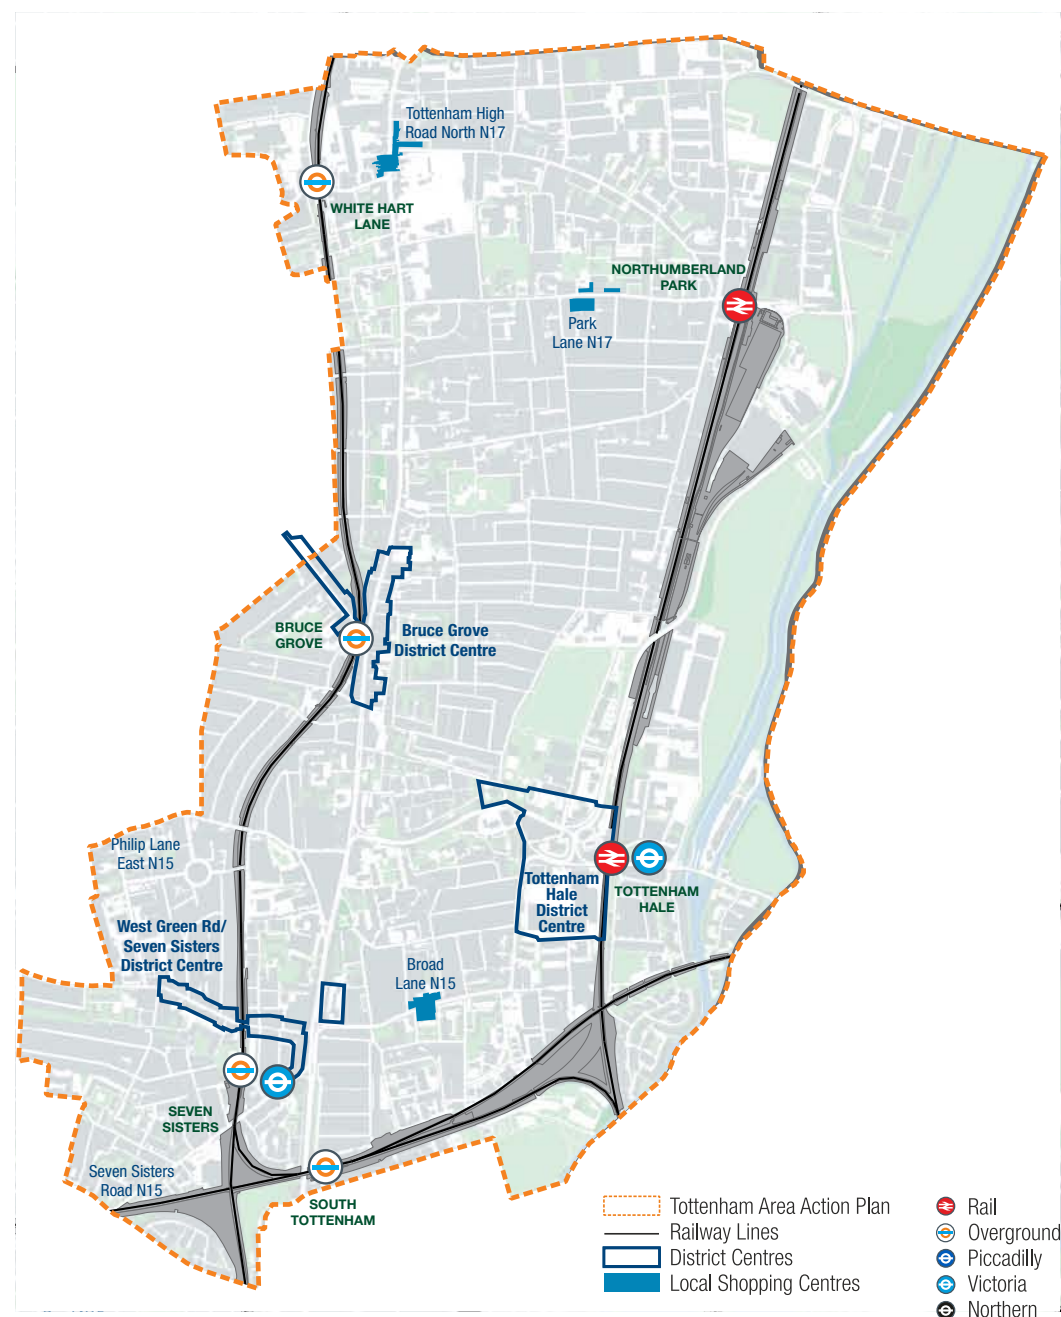 Tottenham High
Road North N17
WHITE HART
LANE
NORTHUMBERLAND
PARK
Park
Lane N17
BRUCE
GROVE
Bruce Grove
District Centre
Philip Lane
East N15
Tottenham
Hale
District
Centre
TOTTENHAM
HALE
West Green Rd/
Seven Sisters
District Centre
Broad
Lane N15
SEVEN
SISTERS
Seven Sisters
Road N15
SOUTH
TOTTENHAM
Tottenham Area Action Plan
Railway Lines
District Centres
Local Shopping Centres
Rail
Overground
Piccadilly
Victoria
Northern